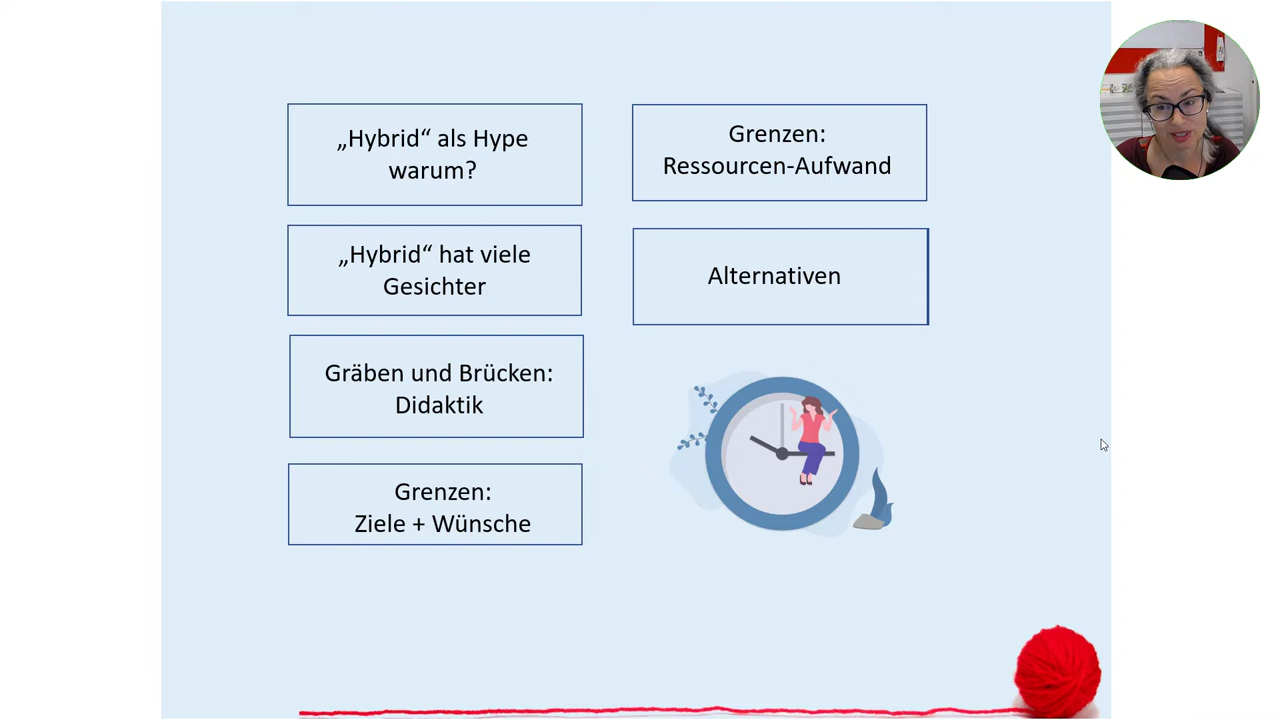 „Hybrid“ als Hype
warum?
„Hybrid“ hat viele
Gesichter
Gräben und Brücken:
Didaktik
Grenzen:
Ziele + Wünsche
Grenzen:
Ressourcen-Aufwand
Alternativen